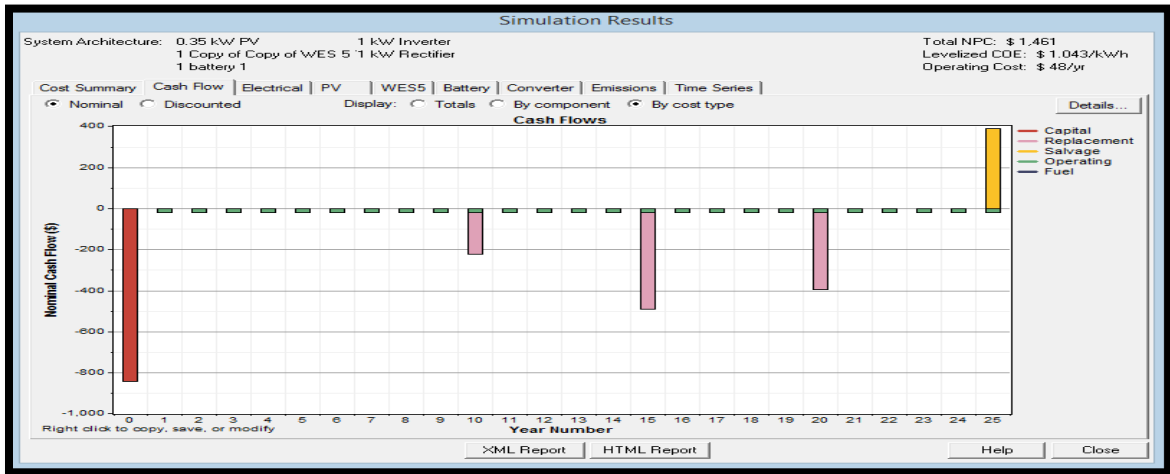 Simulation Results
System Architecture: 0.35 kW PV 1 kW Inverter Total NPC: $ 1,461
1 Copy of Copy of WES 5 1 kW Rectifier Levelized COE: $ 1.043/kWh
1 battery 1 Operating Cost: $ 48/yr
Cost Summary Cash Flow Electrical PV WES5 Battery Converter Emissions Time Series
Nominal Discounted Display: Totals By component By cost type Details...
Cash Flows
Capital
Replacement
Salvage
Operating
Fuel
Nominal Cash Flow ($)
400
200
0
-200
-400
-600
-800
-1,000
0 1 2 3 4 5 6 7 8 9 10 11 12 13 14 15 16 17 18 19 20 21 22 23 24 25
Right click to copy, save, or modify Year Number
XML Report HTML Report Help Close